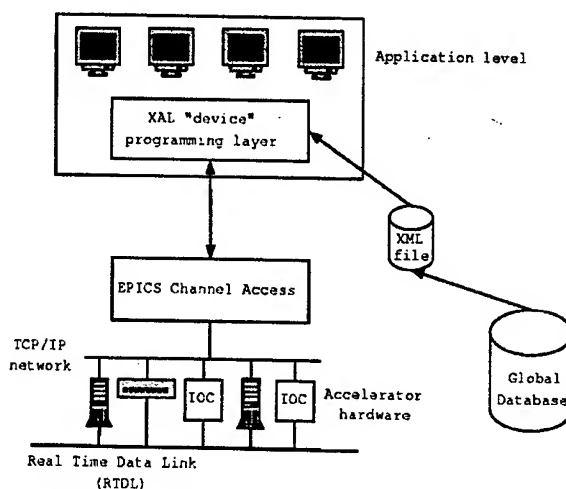 Application level
XAL "device"
programming layer
XML
file
EPICS Channel Access
TCP/IP
network
IOC
IOC
Accelerator
hardware
Global
Database
Real Time Data Link
(RTDL)